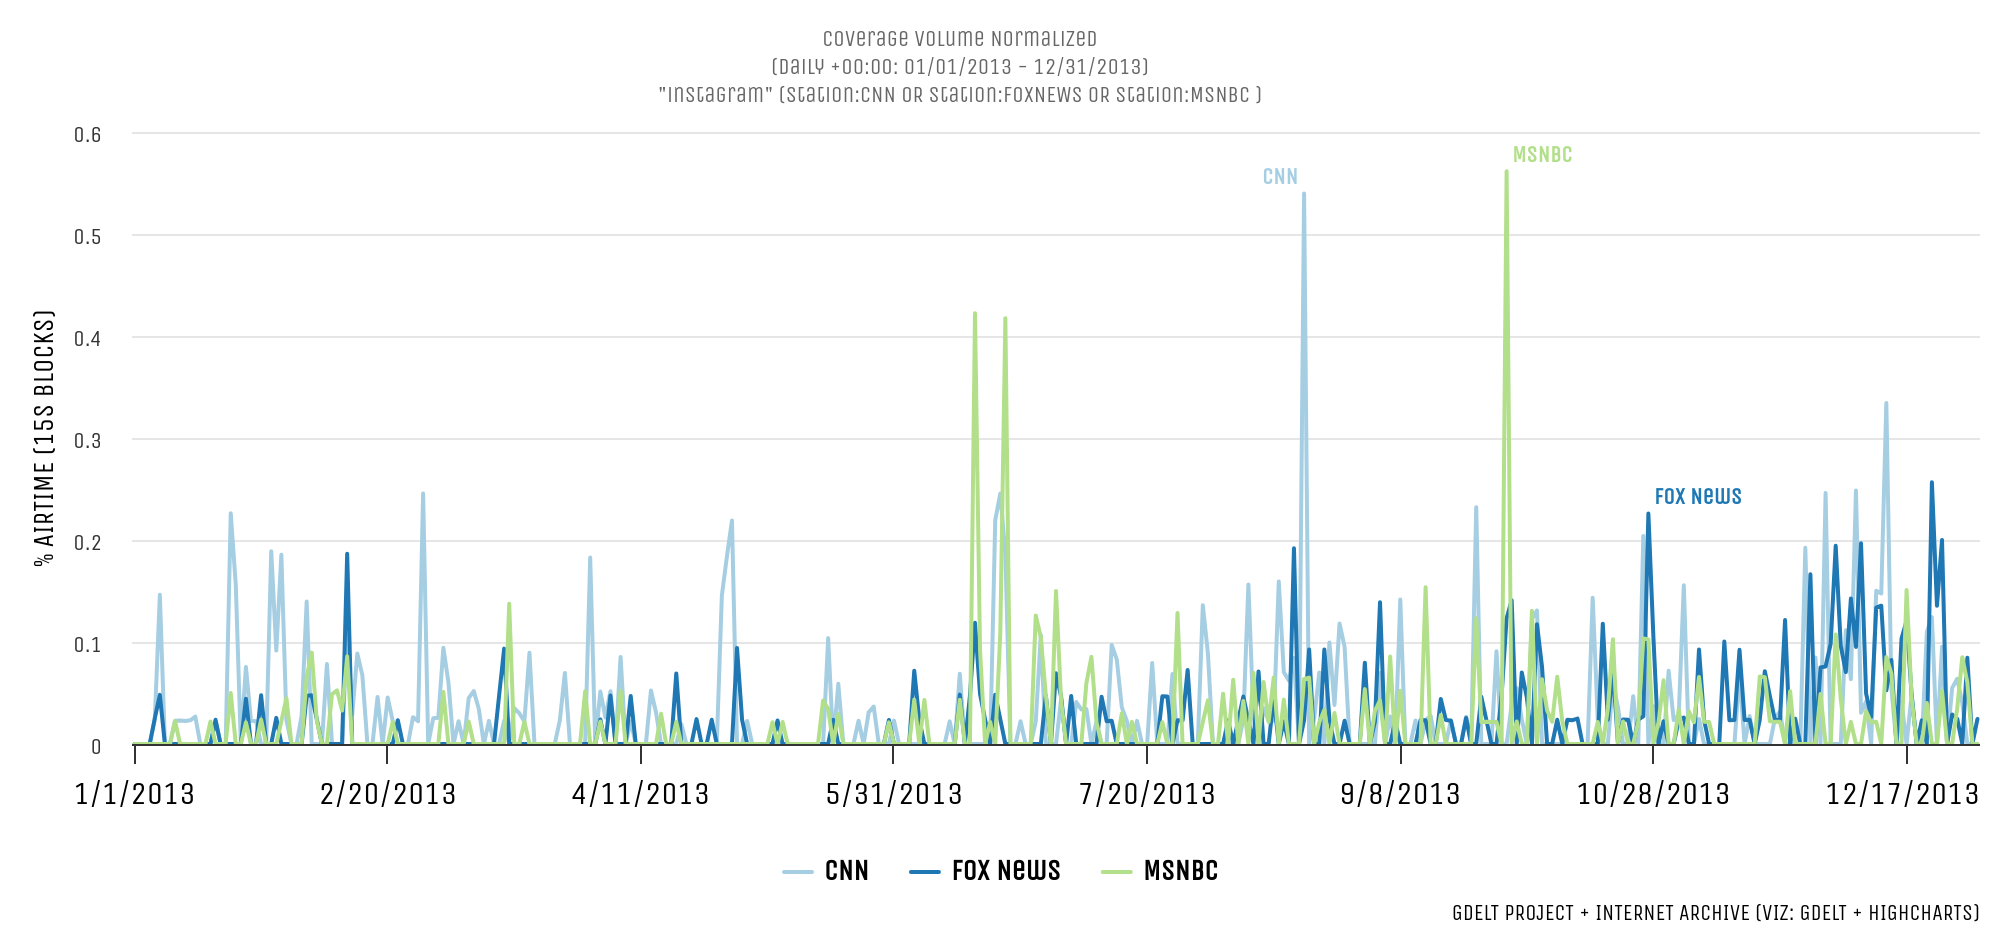 Coverage Volume Normalized
(Daily +00:00: 01/01/2013 - 12/31/2013)
"Instagram" (Station:CNN OR Station:FOXNEWS OR Station:MSNBC )
0.6
MSNBC
CNN
0.5
0.4
% AIRTIME (15S BLOCKS)
0.3
FOX News
0.2
0.1
0
1/1/2013 2/20/2013 4/11/2013 5/31/2013 7/20/2013 9/8/2013 10/28/2013 12/17/2013
CNN FOX News MSNBC
GDELT PROJECT + INTERNET ARCHIVE (VIZ: GDELT + HIGHCHARTS)